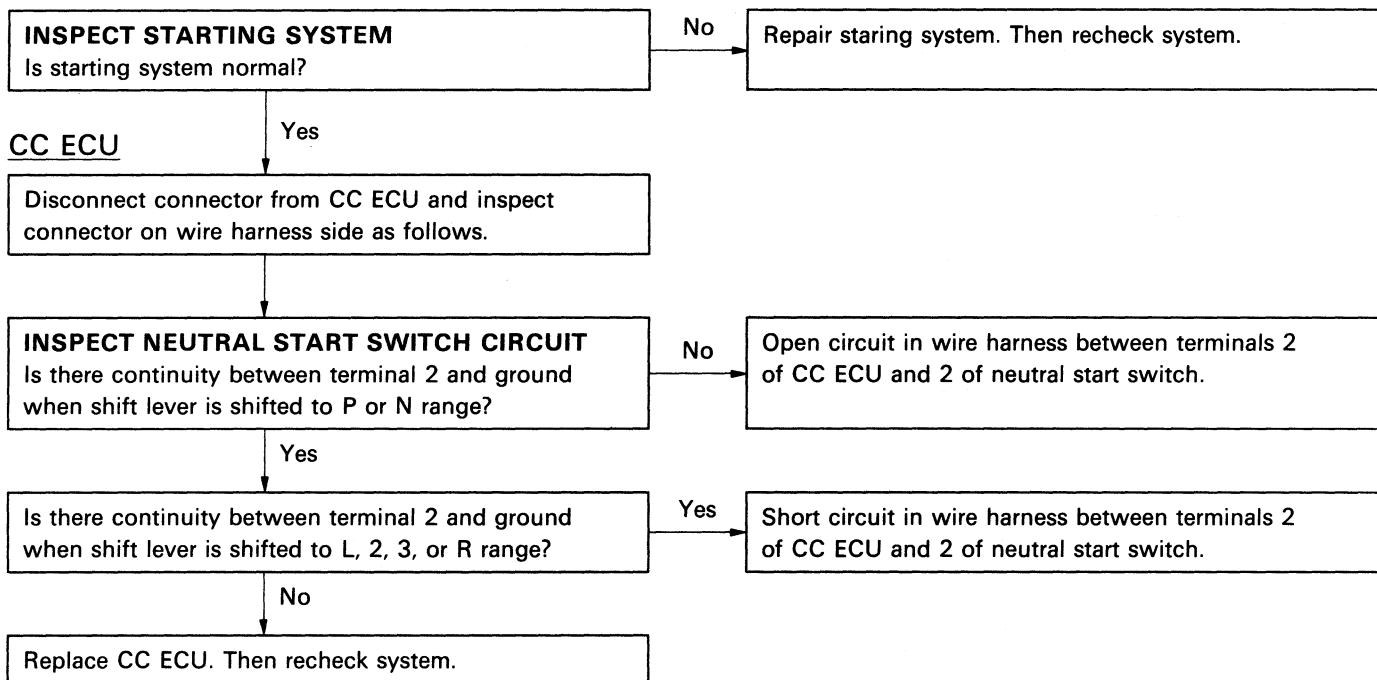 INSPECT STARTING SYSTEM
Is starting system normal?
No
Repair staring system. Then recheck system.
Yes
CC ECU
Disconnect connector from CC ECU and inspect
connector on wire harness side as follows.
INSPECT NEUTRAL START SWITCH CIRCUIT
Is there continuity between terminal 2 and ground
when shift lever is shifted to P or N range?
No
Open circuit in wire harness between terminals 2
of CC ECU and 2 of neutral start switch.
Yes
Is there continuity between terminal 2 and ground
when shift lever is shifted to L, 2, 3, or R range?
Yes
Short circuit in wire harness between terminals 2
of CC ECU and 2 of neutral start switch.
No
Replace CC ECU. Then recheck system.